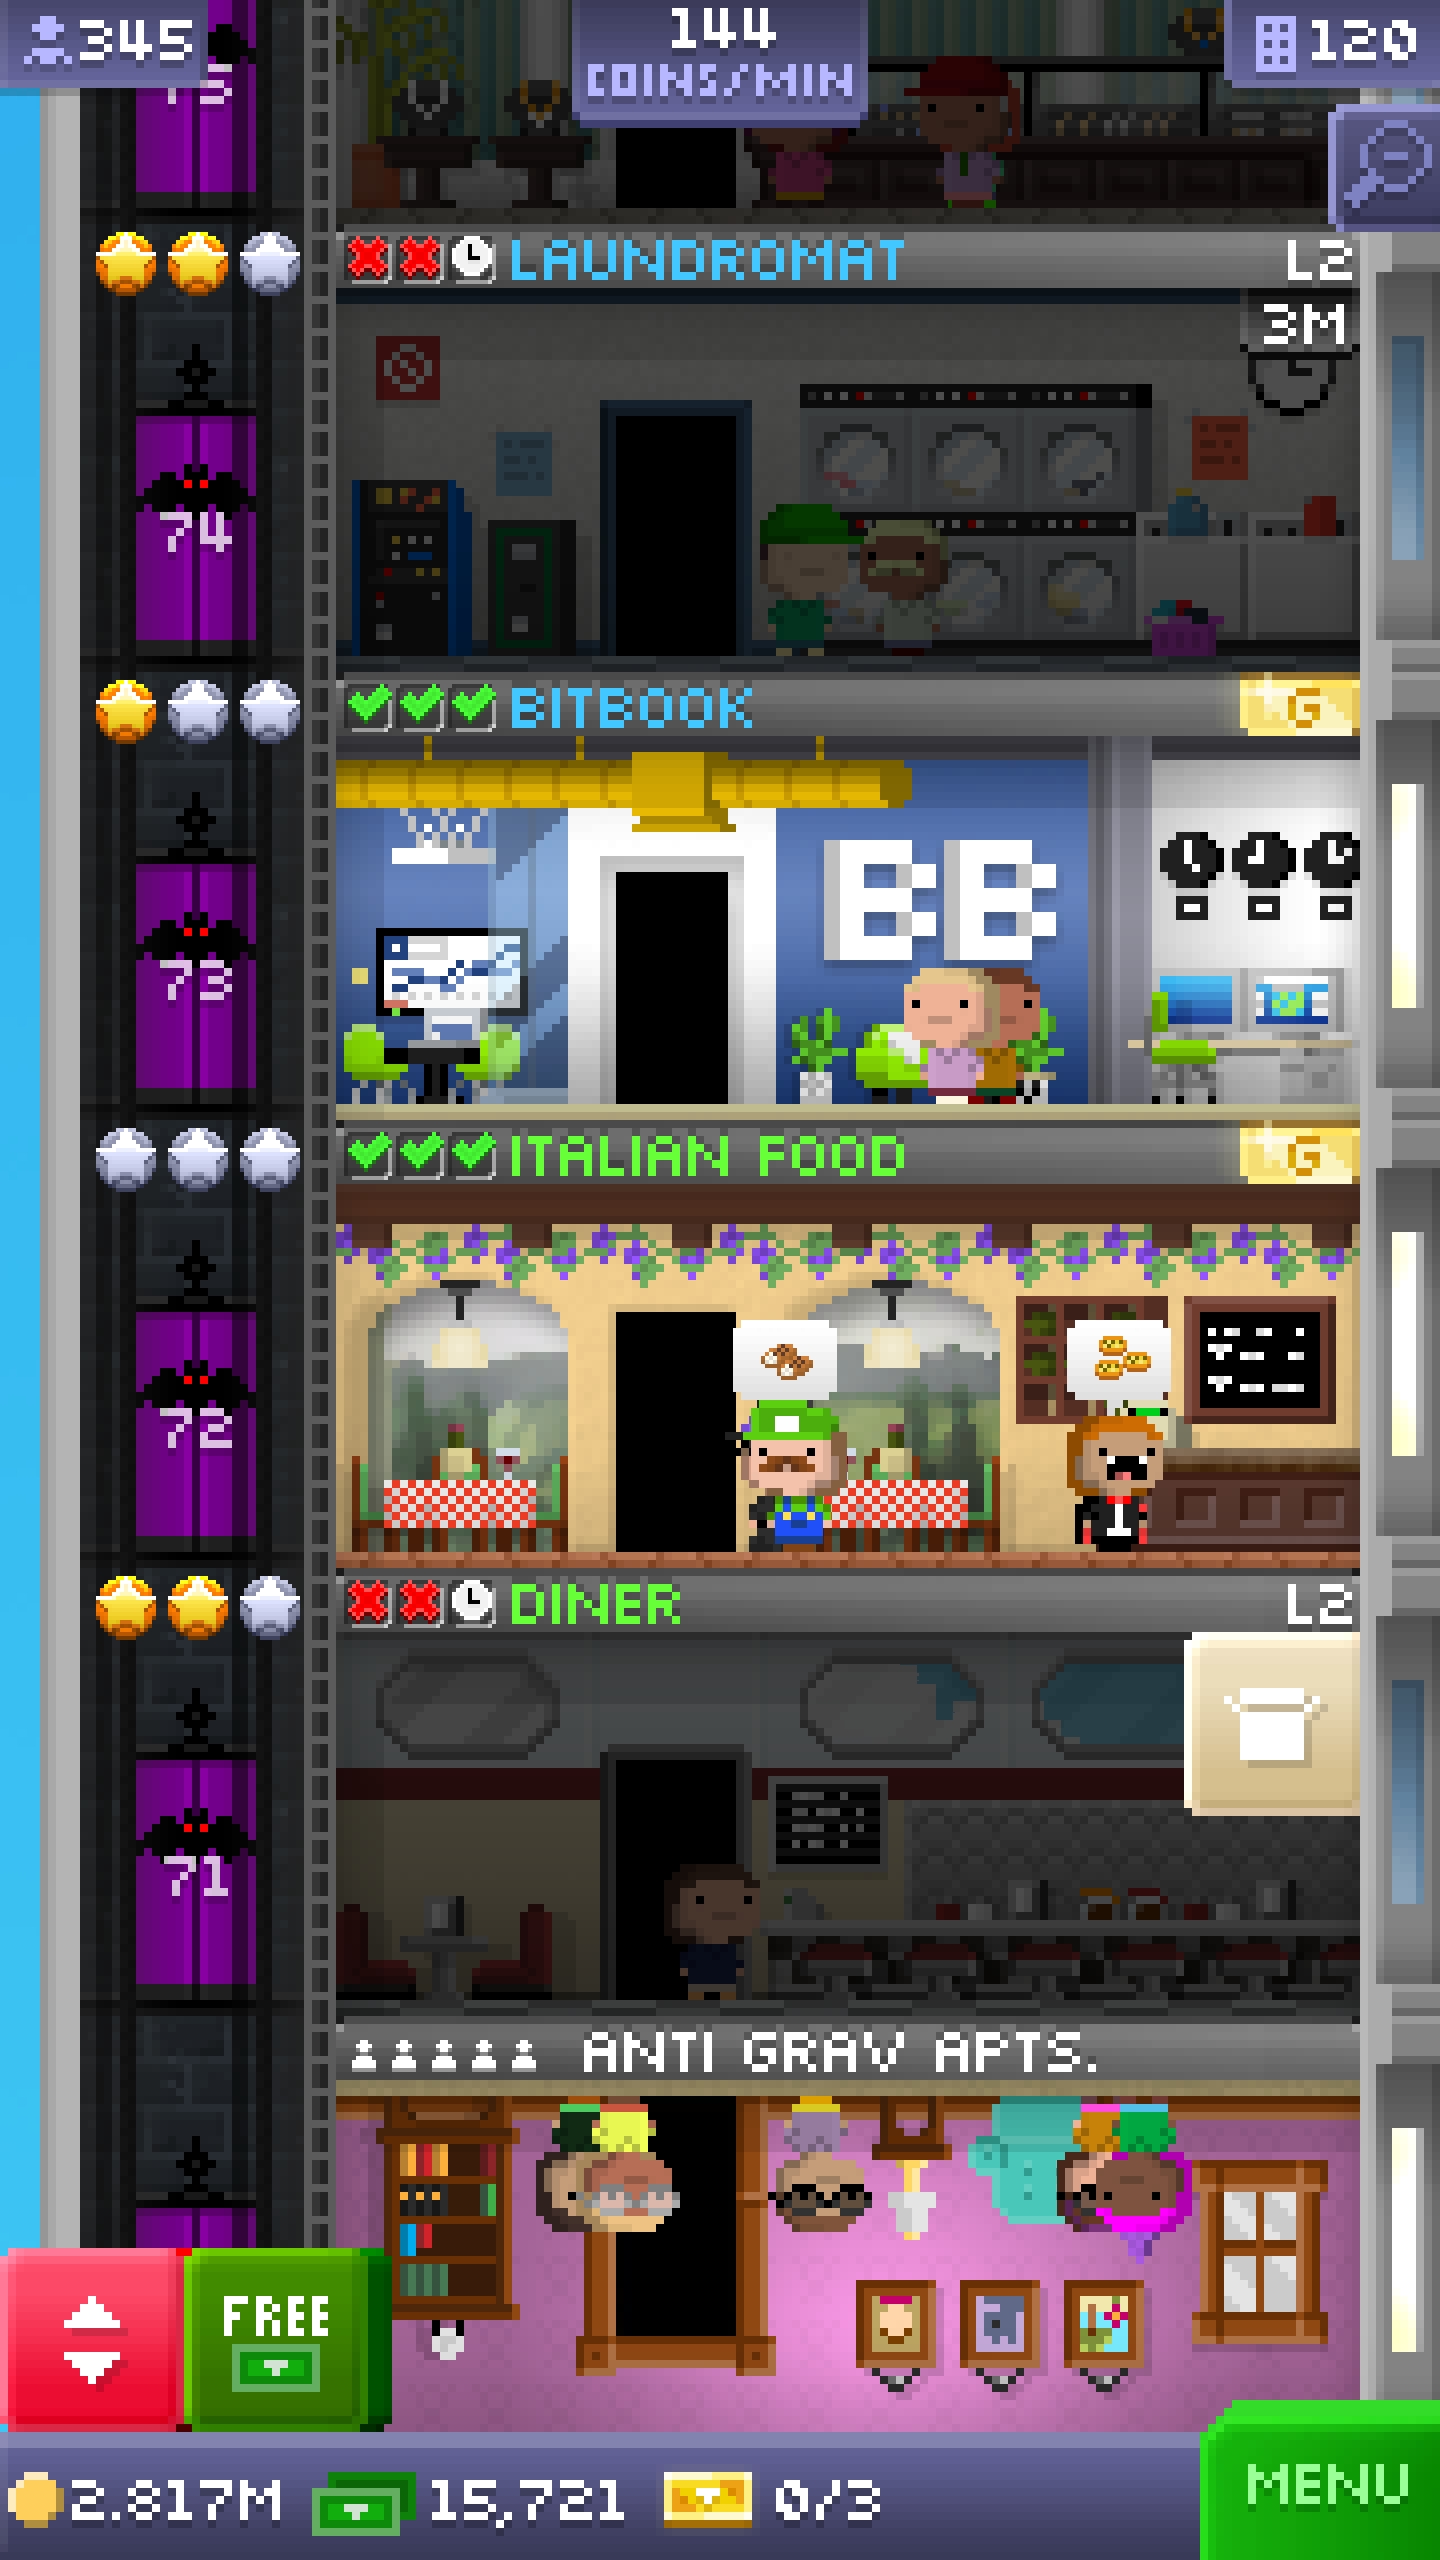 345
144
COINS/MIN
120
75
LAUNDROMAT
L2
3M
74
BITBOOK
G
BB
73
ITALIAN FOOD
G
72
DINER
L2
71
ANTI GRAV APTS.
FREE
2.817M
15,721
0/3
MENU